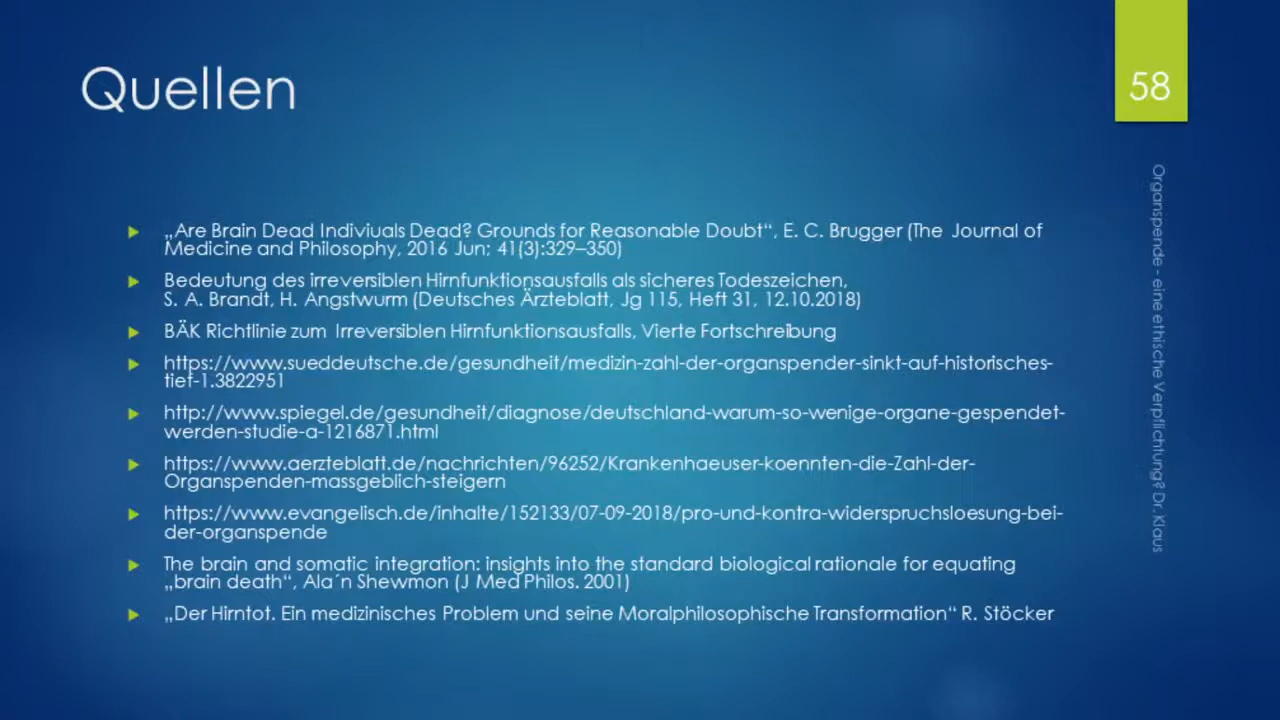 Quellen
58
„Are Brain Dead Indiviuals Dead? Grounds for Reasonable Doubt“, E. C. Brugger (The Journal of
Medicine and Philosophy, 2016 Jun; 41(3):329–350)
Bedeutung des irreversiblen Hirnfunktionsausfalls als sicheres Todeszeichen,
S. A. Brandt, H. Angstwurm (Deutsches Ärzteblatt, Jg 115, Heft 31, 12.10.2018)
BÄK Richtlinie zum Irreversiblen Hirnfunktionsausfalls, Vierte Fortschreibung
https://www.sueddeutsche.de/gesundheit/medizin-zahl-der-organspender-sinkt-auf-historisches-
tief-1.3822951
http://www.spiegel.de/gesundheit/diagnose/deutschland-warum-so-wenige-organe-gespendet-
werden-studie-a-1216871.html
https://www.aerzteblatt.de/nachrichten/96252/Krankenhaeuser-koennten-die-Zahl-der-
Organspenden-massgeblich-steigern
https://www.evangelisch.de/inhalte/152133/07-09-2018/pro-und-kontra-widerspruchsloesung-bei-
der-organspende
The brain and somatic integration: insights into the standard biological rationale for equating
„brain death“, Ala´n Shewmon (J Med Philos. 2001)
„Der Hirntot. Ein medizinisches Problem und seine Moralphilosophische Transformation“ R. Stöcker
Organspende - eine ethische Verpflichtung? Dr. Klaus